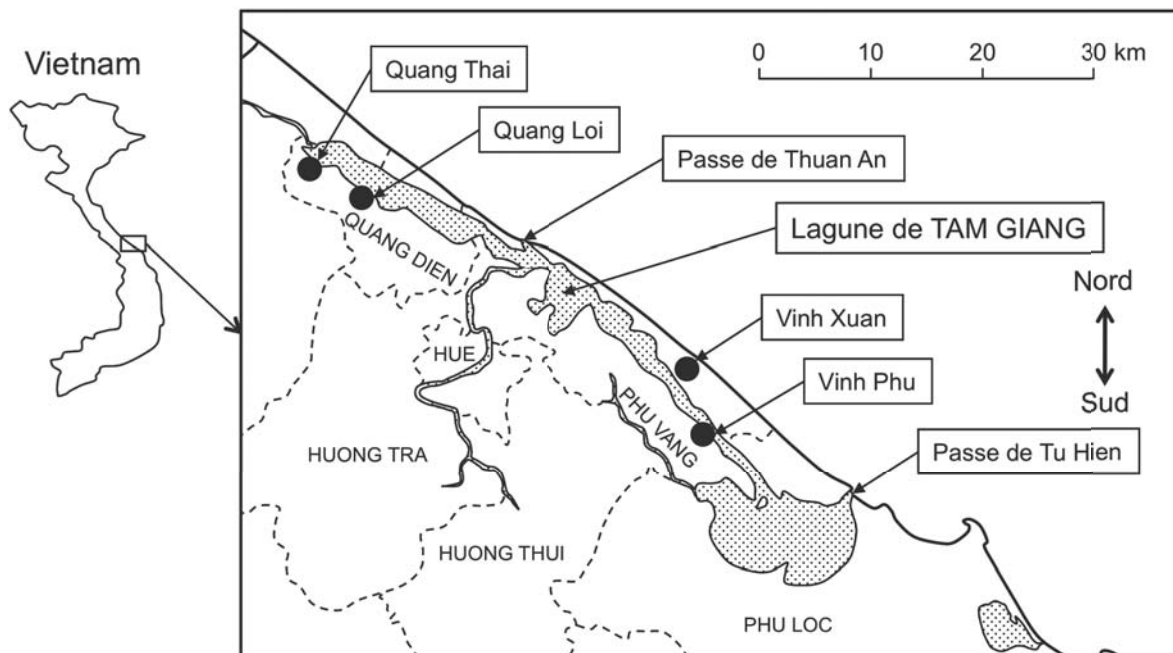 Vietnam
0 10 20 30 km
Quang Thai
Quang Loi
Passe de Thuan An
Lagune de TAM GIANG
QUANG DIEN
Nord
Vinh Xuan
HUE
Vinh Phu
Sud
PHU VANG
HUONG TRA
Passe de Tu Hien
HUONG THUI
PHU LOC